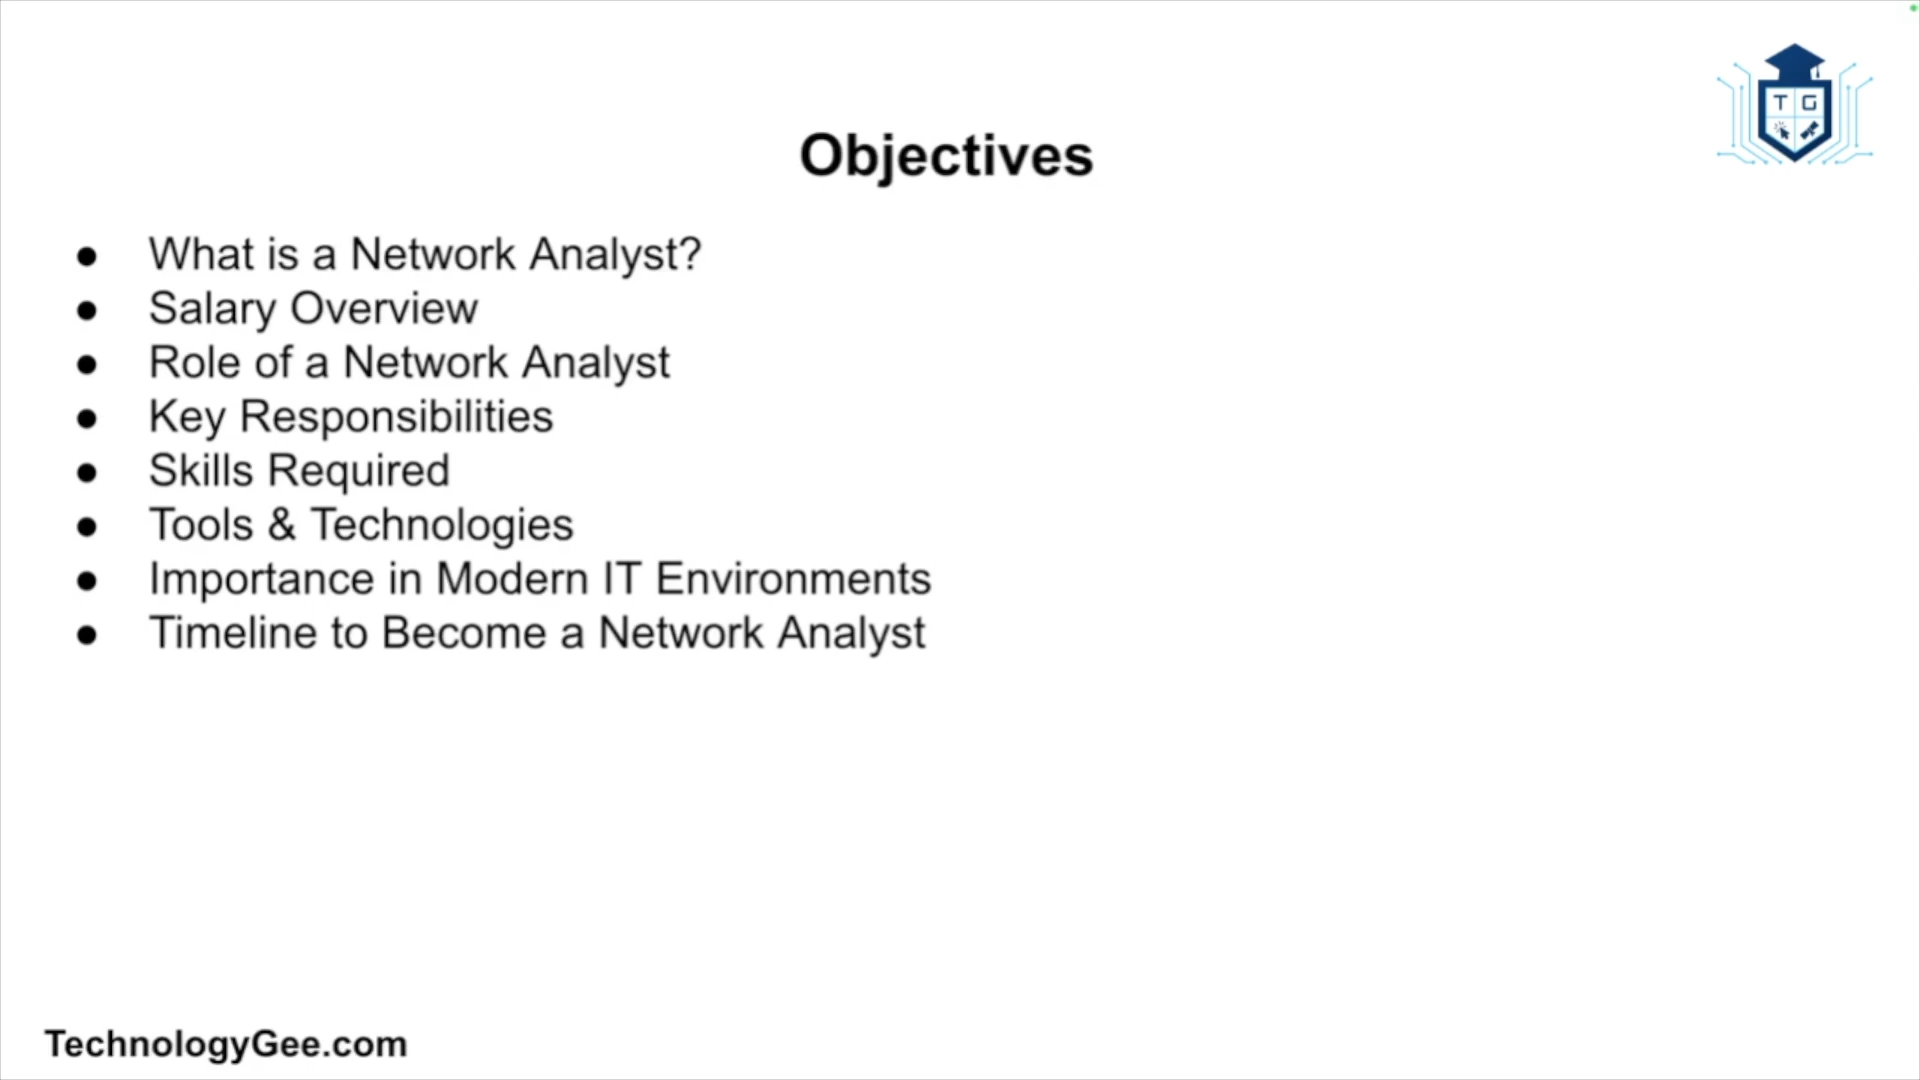 T G
Objectives
● What is a Network Analyst?
● Salary Overview
● Role of a Network Analyst
● Key Responsibilities
● Skills Required
● Tools & Technologies
● Importance in Modern IT Environments
● Timeline to Become a Network Analyst
TechnologyGee.com